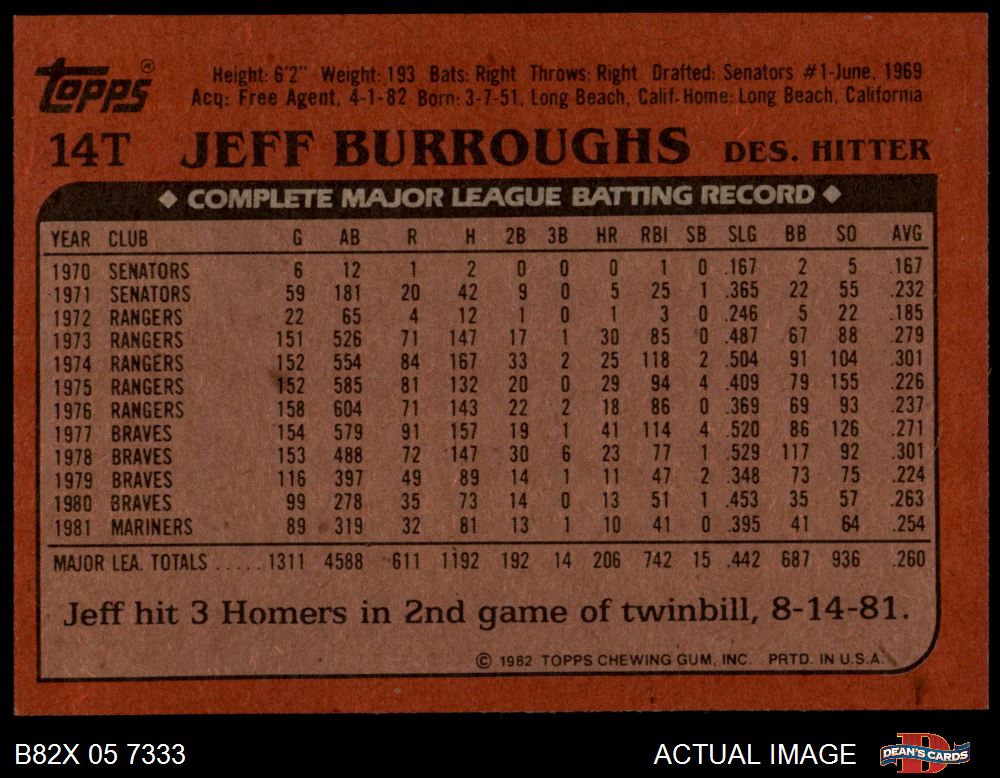 topps®
Height: 6'2" Weight: 193 Bats: Right Throws: Right Drafted: Senators #1-June, 1969
Acq: Free Agent, 4-1-82 Born: 3-7-51, Long Beach, Calif. Home: Long Beach, California
14T JEFF BURROUGHS DES. HITTER
◆ COMPLETE MAJOR LEAGUE BATTING RECORD ◆
YEAR CLUB G AB R H 2B 3B HR RBI SB SLG BB SO AVG
1970 SENATORS 6 12 1 2 0 0 0 1 0 .167 2 5 .167
1971 SENATORS 59 181 20 42 9 0 5 25 1 .365 22 55 .232
1972 RANGERS 22 65 4 12 1 0 1 3 0 .246 5 22 .185
1973 RANGERS 151 526 71 147 17 1 30 85 0 .487 67 88 .279
1974 RANGERS 152 554 84 167 33 2 25 118 2 .504 91 104 .301
1975 RANGERS 152 585 81 132 20 0 29 94 4 .409 79 155 .226
1976 RANGERS 158 604 71 143 22 2 18 86 0 .369 69 93 .237
1977 BRAVES 154 579 91 157 19 1 41 114 4 .520 86 126 .271
1978 BRAVES 153 488 72 147 30 6 23 77 1 .529 117 92 .301
1979 BRAVES 116 397 49 89 14 1 11 47 2 .348 73 75 .224
1980 BRAVES 99 278 35 73 14 0 13 51 1 .453 35 57 .263
1981 MARINERS 89 319 32 81 13 1 10 41 0 .395 41 64 .254
MAJOR LEA. TOTALS ..... 1311 4588 611 1192 192 14 206 742 15 .442 687 936 .260
Jeff hit 3 Homers in 2nd game of twinbill, 8-14-81.
© 1982 TOPPS CHEWING GUM, INC. PRTD. IN U.S.A.
B82X 05 7333 ACTUAL IMAGE DEAN'S CARDS